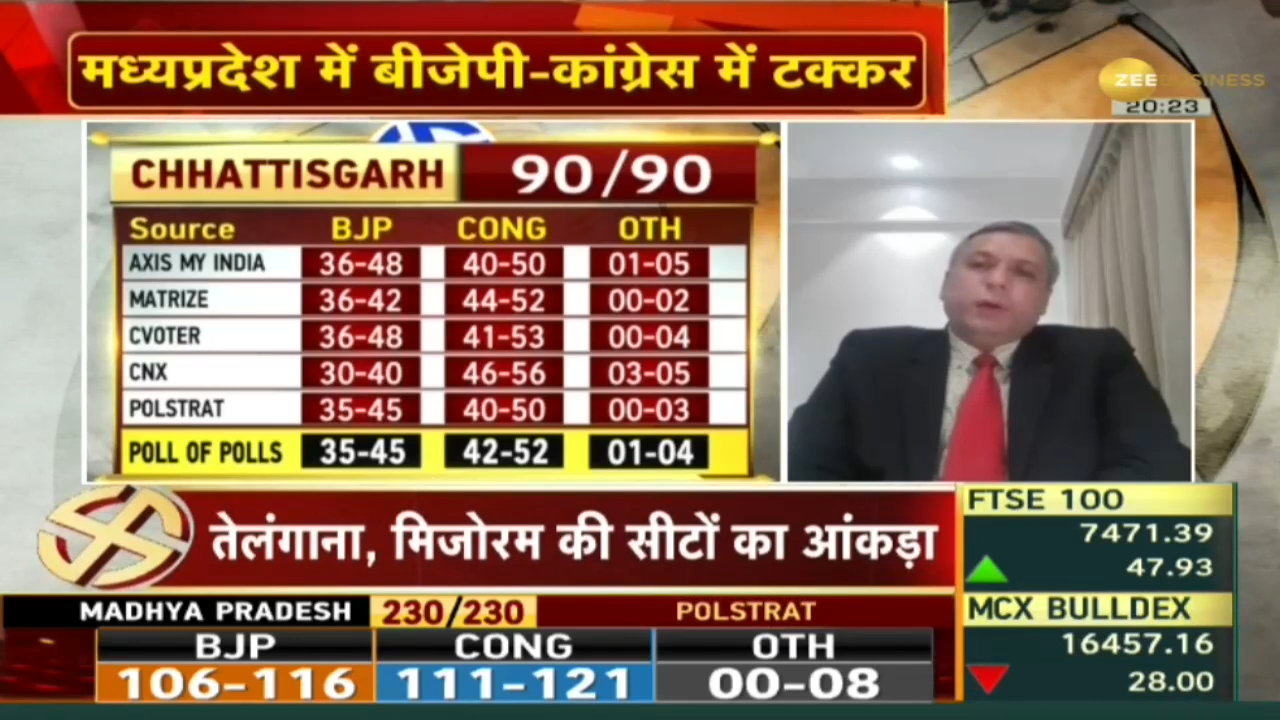 मध्यप्रदेश में बीजेपी-कांग्रेस में टक्कर
ZEE BUSINESS
20:23
CHHATTISGARH 90/90
Source BJP CONG OTH
AXIS MY INDIA 36-48 40-50 01-05
MATRIZE 36-42 44-52 00-02
CVOTER 36-48 41-53 00-04
CNX 30-40 46-56 03-05
POLSTRAT 35-45 40-50 00-03
POLL OF POLLS 35-45 42-52 01-04
तेलंगाना, मिजोरम की सीटों का आंकड़ा
FTSE 100
7471.39
47.93
MADHYA PRADESH 230/230 POLSTRAT
BJP CONG OTH
106-116 111-121 00-08
MCX BULLDEX
16457.16
28.00